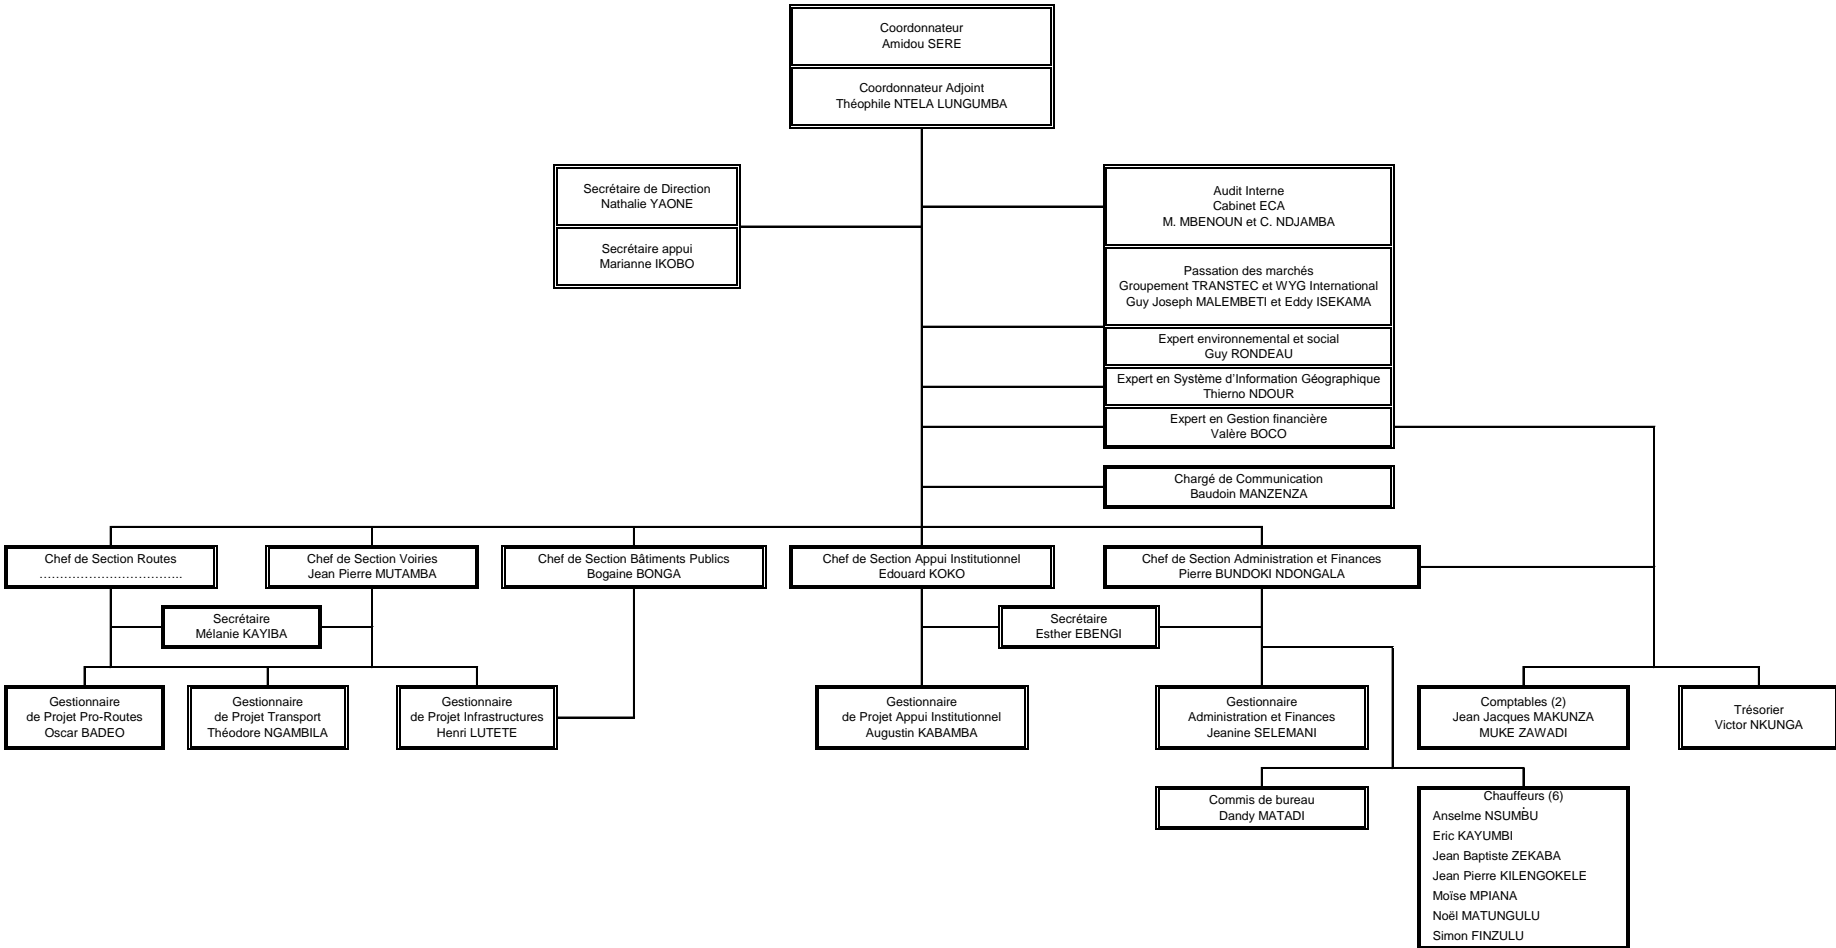 Coordonnateur
Amidou SERE
Coordonnateur Adjoint
Théophile NTELA LUNGUMBA
Secrétaire de Direction
Nathalie YAONE
Secrétaire appui
Marianne IKOBO
Audit Interne
Cabinet ECA
M. MBENOUN et C. NDJAMBA
Passation des marchés
Groupement TRANSTEC et WYG International
Guy Joseph MALEMBETI et Eddy ISEKAMA
Expert environnemental et social
Guy RONDEAU
Expert en Système d’Information Géographique
Thierno NDOUR
Expert en Gestion financière
Valère BOCO
Chargé de Communication
Baudoin MANZENZA
Chef de Section Routes
………………………………..
Chef de Section Voiries
Jean Pierre MUTAMBA
Chef de Section Bâtiments Publics
Bogaine BONGA
Chef de Section Appui Institutionnel
Edouard KOKO
Chef de Section Administration et Finances
Pierre BUNDOKI NDONGALA
Secrétaire
Mélanie KAYIBA
Secrétaire
Esther EBENGI
Gestionnaire
de Projet Pro-Routes
Oscar BADEO
Gestionnaire
de Projet Transport
Théodore NGAMBILA
Gestionnaire
de Projet Infrastructures
Henri LUTETE
Gestionnaire
de Projet Appui Institutionnel
Augustin KABAMBA
Gestionnaire
Administration et Finances
Jeanine SELEMANI
Comptables (2)
Jean Jacques MAKUNZA
MUKE ZAWADI
Trésorier
Victor NKUNGA
Commis de bureau
Dandy MATADI
Chauffeurs (6)
Anselme NSUMBU
Eric KAYUMBI
Jean Baptiste ZEKABA
Jean Pierre KILENGOKELE
Moïse MPIANA
Noël MATUNGULU
Simon FINZULU